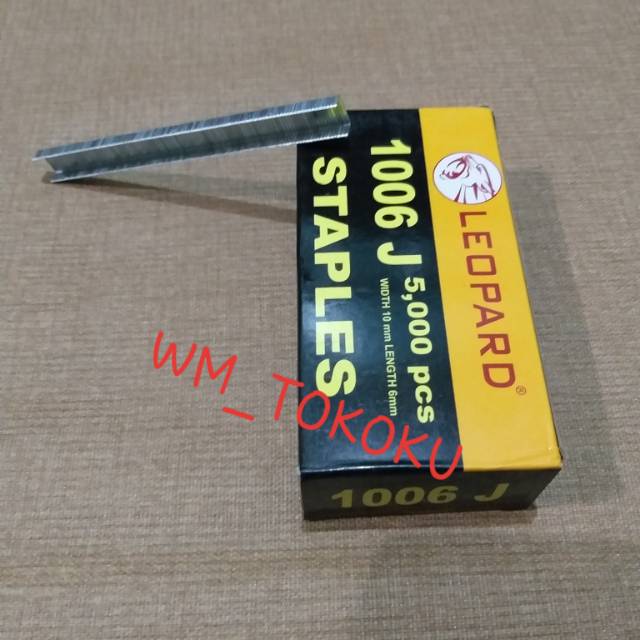 LEOPARD®
1006 J 5,000 pcs
WIDTH 10 mm LENGTH 6mm
STAPLES
1006 J
WM_TOKOKU